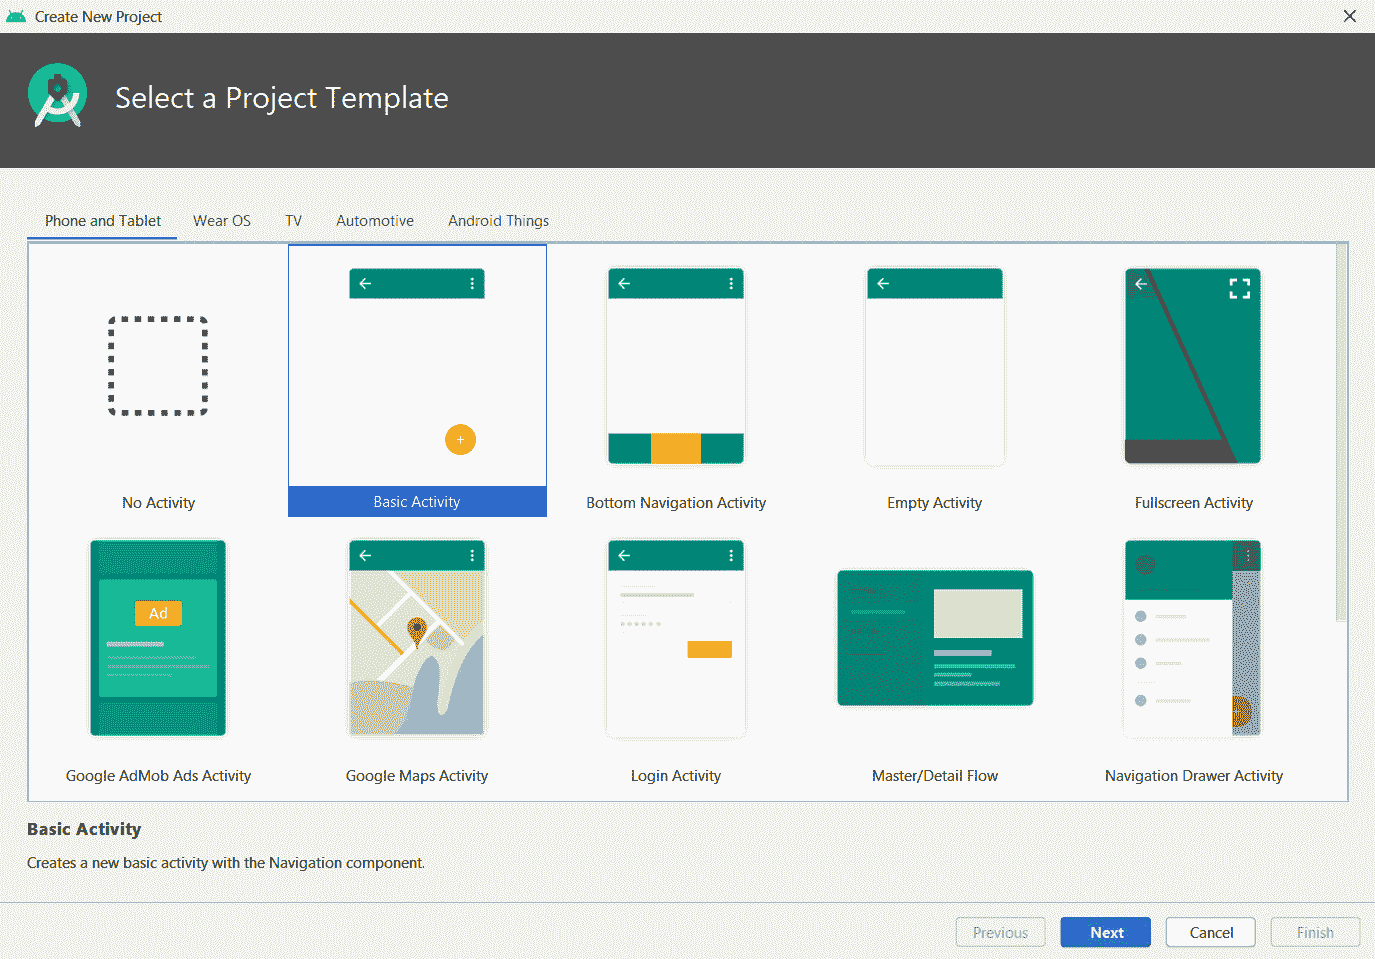 Create New Project
Select a Project Template
Phone and Tablet Wear OS TV Automotive Android Things
No Activity Basic Activity Bottom Navigation Activity Empty Activity Fullscreen Activity
Ad
Google AdMob Ads Activity Google Maps Activity Login Activity Master/Detail Flow Navigation Drawer Activity
Basic Activity
Creates a new basic activity with the Navigation component.
Previous Next Cancel Finish